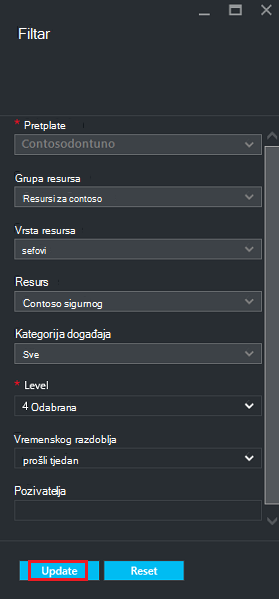 Filtar
* Pretplate
Contosodontuno
Grupa resursa
Resursi za contoso
Vrsta resursa
sefovi
Resurs
Contoso sigurnog
Kategorija događaja
Sve
* Level
4 Odabrana
Vremenskog razdoblja
prošli tjedan
Pozivatelja
Update Reset